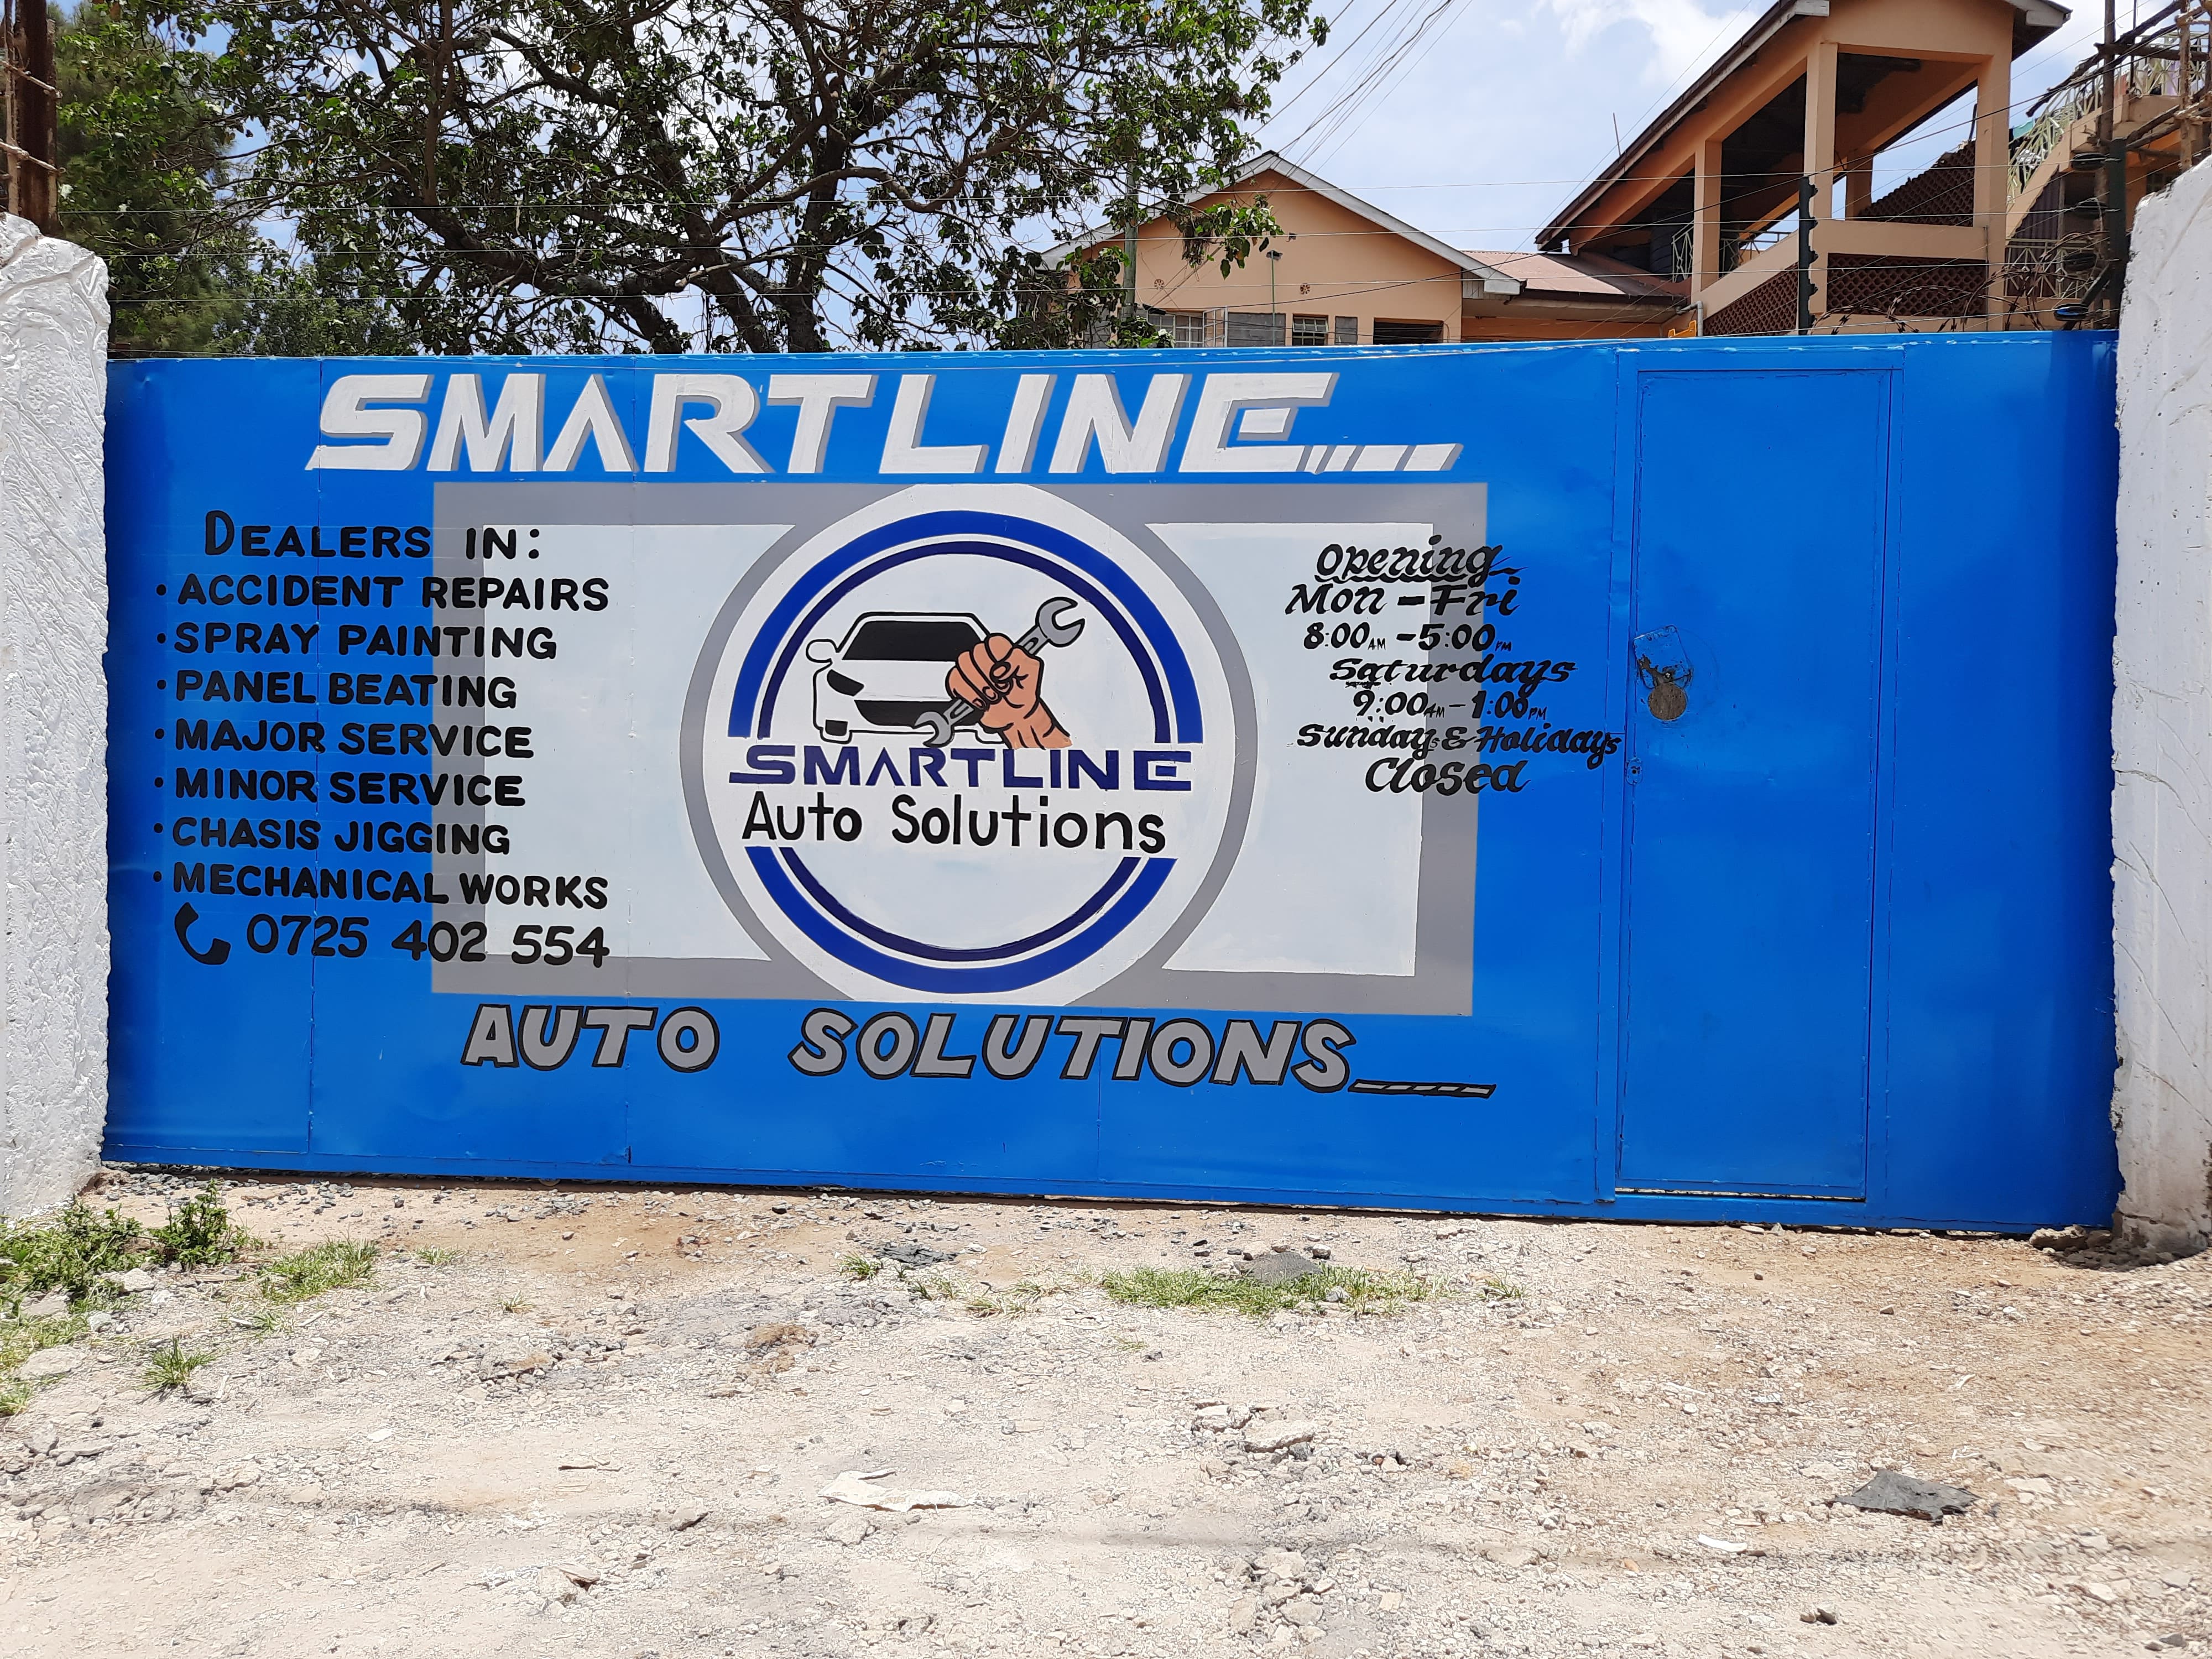 SMARTLINE...
DEALERS IN:
• ACCIDENT REPAIRS
• SPRAY PAINTING
• PANEL BEATING
• MAJOR SERVICE
• MINOR SERVICE
• CHASIS JIGGING
• MECHANICAL WORKS
0725 402 554
SMARTLINE
Auto Solutions
Opening
Mon - Fri
8:00AM - 5:00PM
Saturdays
9:00AM - 1:00PM
Sundays & Holidays
Closed
AUTO SOLUTIONS